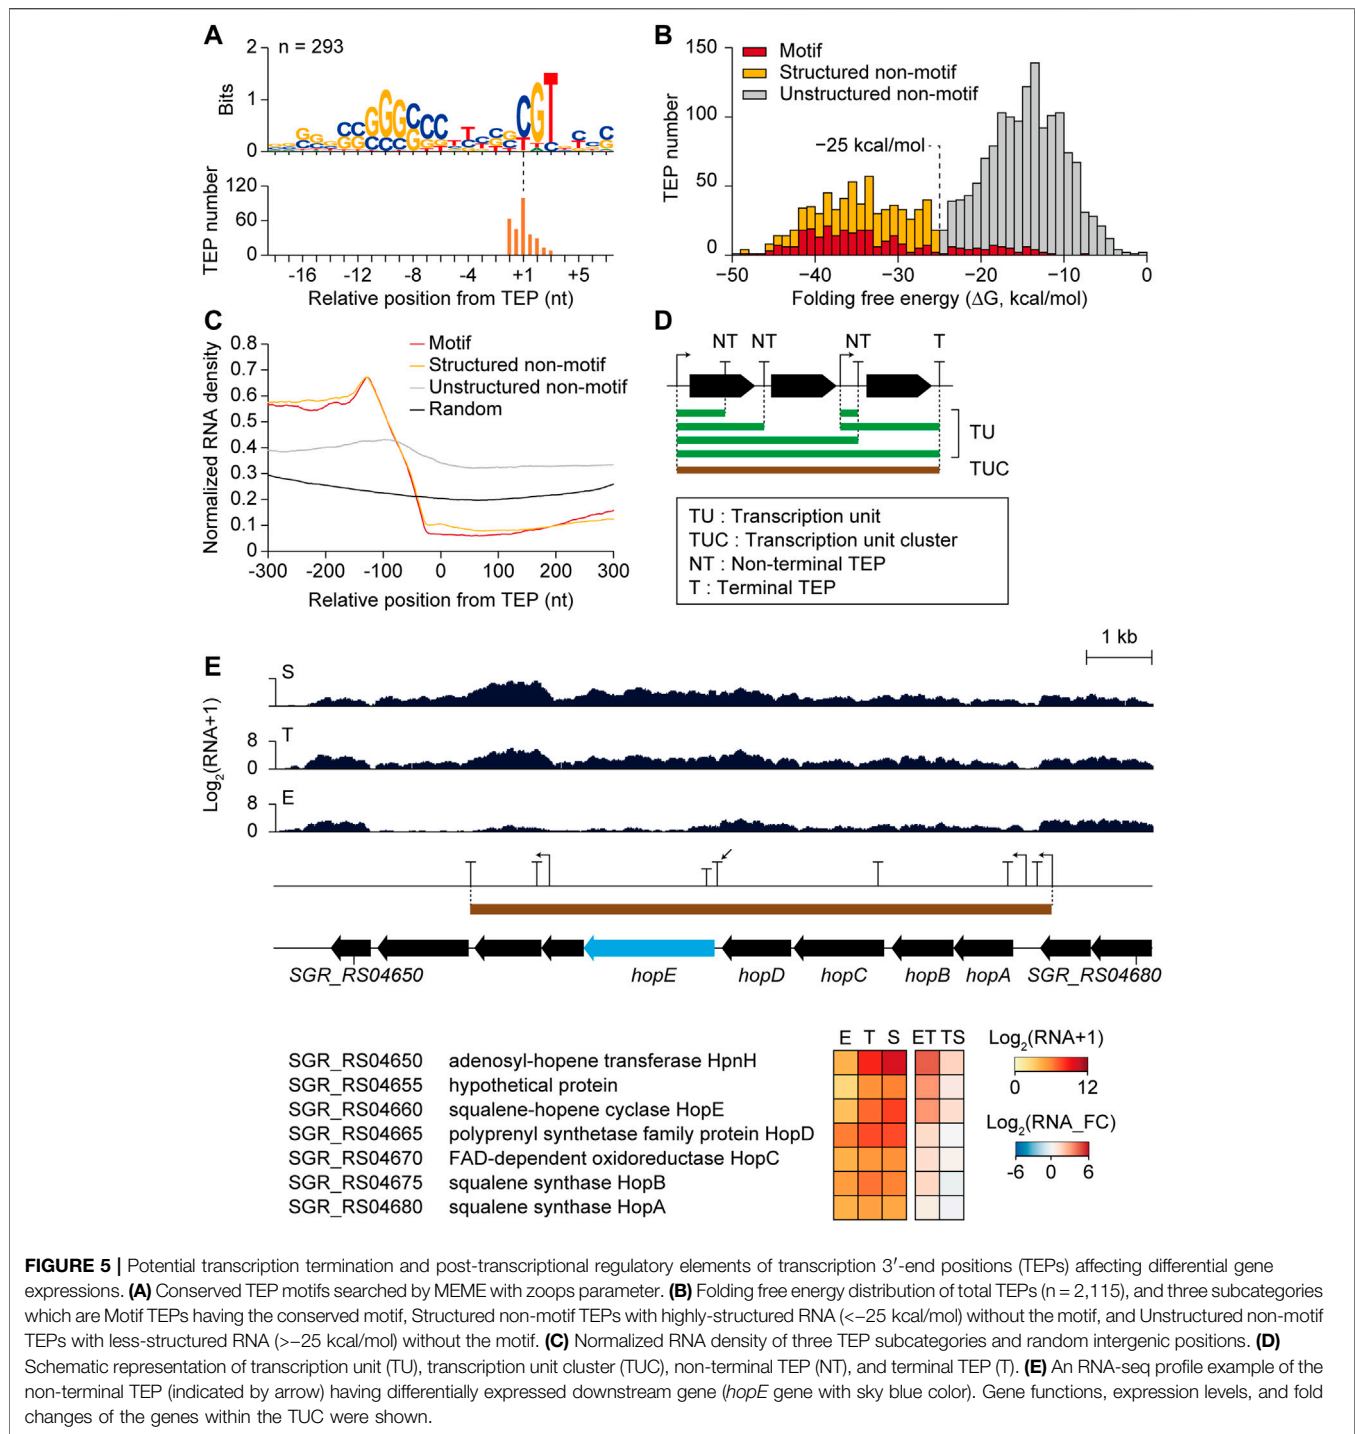 A
n = 293
2
1
0
Bits
120
60
0
TEP number
-16 -8 -4 +1 +5
Relative position from TEP (nt)
B
150
100
50
0
TEP number
Motif
Structured non-motif
Unstructured non-motif
−25 kcal/mol
−50 −40 −30 −20 −10 0
Folding free energy (ΔG, kcal/mol)
C
0.8
0.7
0.6
0.5
0.4
0.3
0.2
0.1
0
Normalized RNA density
Motif
Structured non-motif
Unstructured non-motif
Random
-300 -200 -100 0 100 200 300
Relative position from TEP (nt)
D
NT NT NT T
TU
TUC
TU : Transcription unit
TUC : Transcription unit cluster
NT : Non-terminal TEP
T : Terminal TEP
E
1 kb
Log2(RNA+1)
S
T
8
0
E
8
0
SGR_RS04650 hopE hopD hopC hopB hopA SGR_RS04680
E T S ET TS
SGR_RS04650 adenosyl-hopene transferase HpnH
SGR_RS04655 hypothetical protein
SGR_RS04660 squalene-hopene cyclase HopE
SGR_RS04665 polyprenyl synthetase family protein HopD
SGR_RS04670 FAD-dependent oxidoreductase HopC
SGR_RS04675 squalene synthase HopB
SGR_RS04680 squalene synthase HopA
Log2(RNA+1)
0 12
Log2(RNA_FC)
-6 0 6
FIGURE 5 | Potential transcription termination and post-transcriptional regulatory elements of transcription 3′-end positions (TEPs) affecting differential gene
expressions. (A) Conserved TEP motifs searched by MEME with zoops parameter. (B) Folding free energy distribution of total TEPs (n = 2,115), and three subcategories
which are Motif TEPs having the conserved motif, Structured non-motif TEPs with highly-structured RNA (<−25 kcal/mol) without the motif, and Unstructured non-motif
TEPs with less-structured RNA (>−25 kcal/mol) without the motif. (C) Normalized RNA density of three TEP subcategories and random intergenic positions. (D)
Schematic representation of transcription unit (TU), transcription unit cluster (TUC), non-terminal TEP (NT), and terminal TEP (T). (E) An RNA-seq profile example of the
non-terminal TEP (indicated by arrow) having differentially expressed downstream gene (hopE gene with sky blue color). Gene functions, expression levels, and fold
changes of the genes within the TUC were shown.